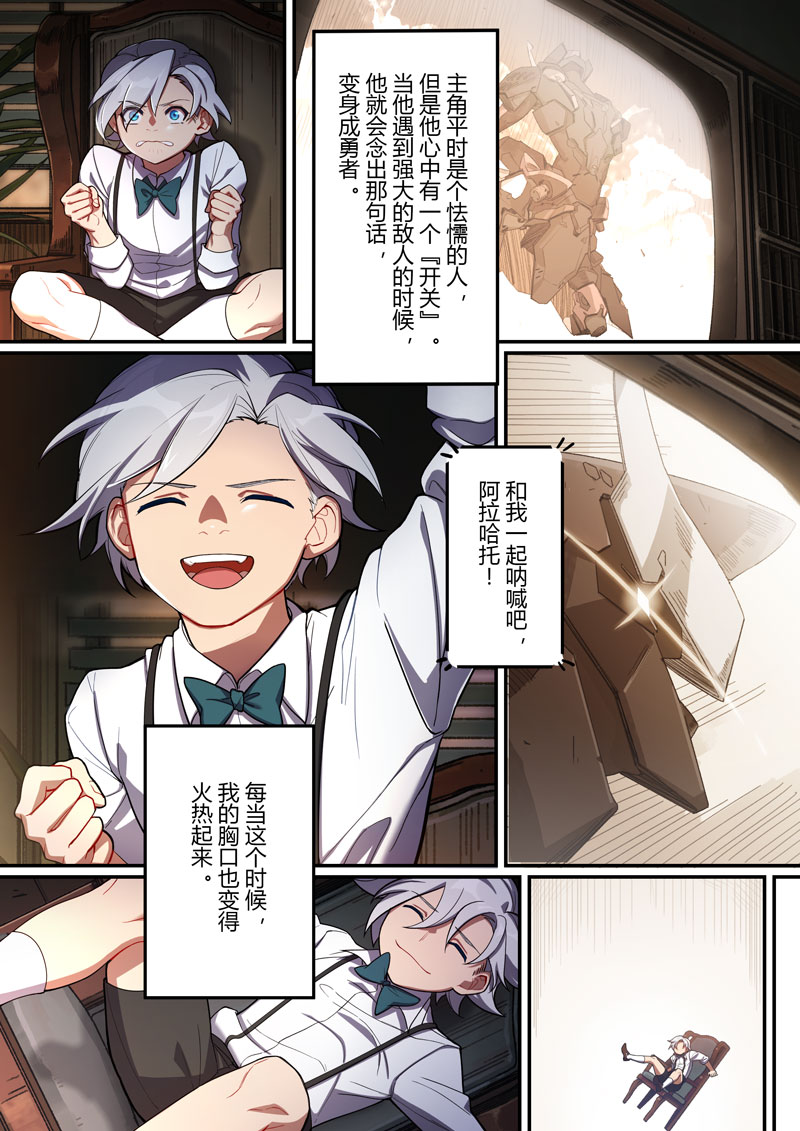 主角平时是个怯懦的人，
但是他心中有一个『开关』。
当他遇到强大的敌人的时候，
他就会念出那句话，
变身成勇者。
和我一起呐喊吧，
阿拉哈托！
每当这个时候，
我的胸口也变得
火热起来。